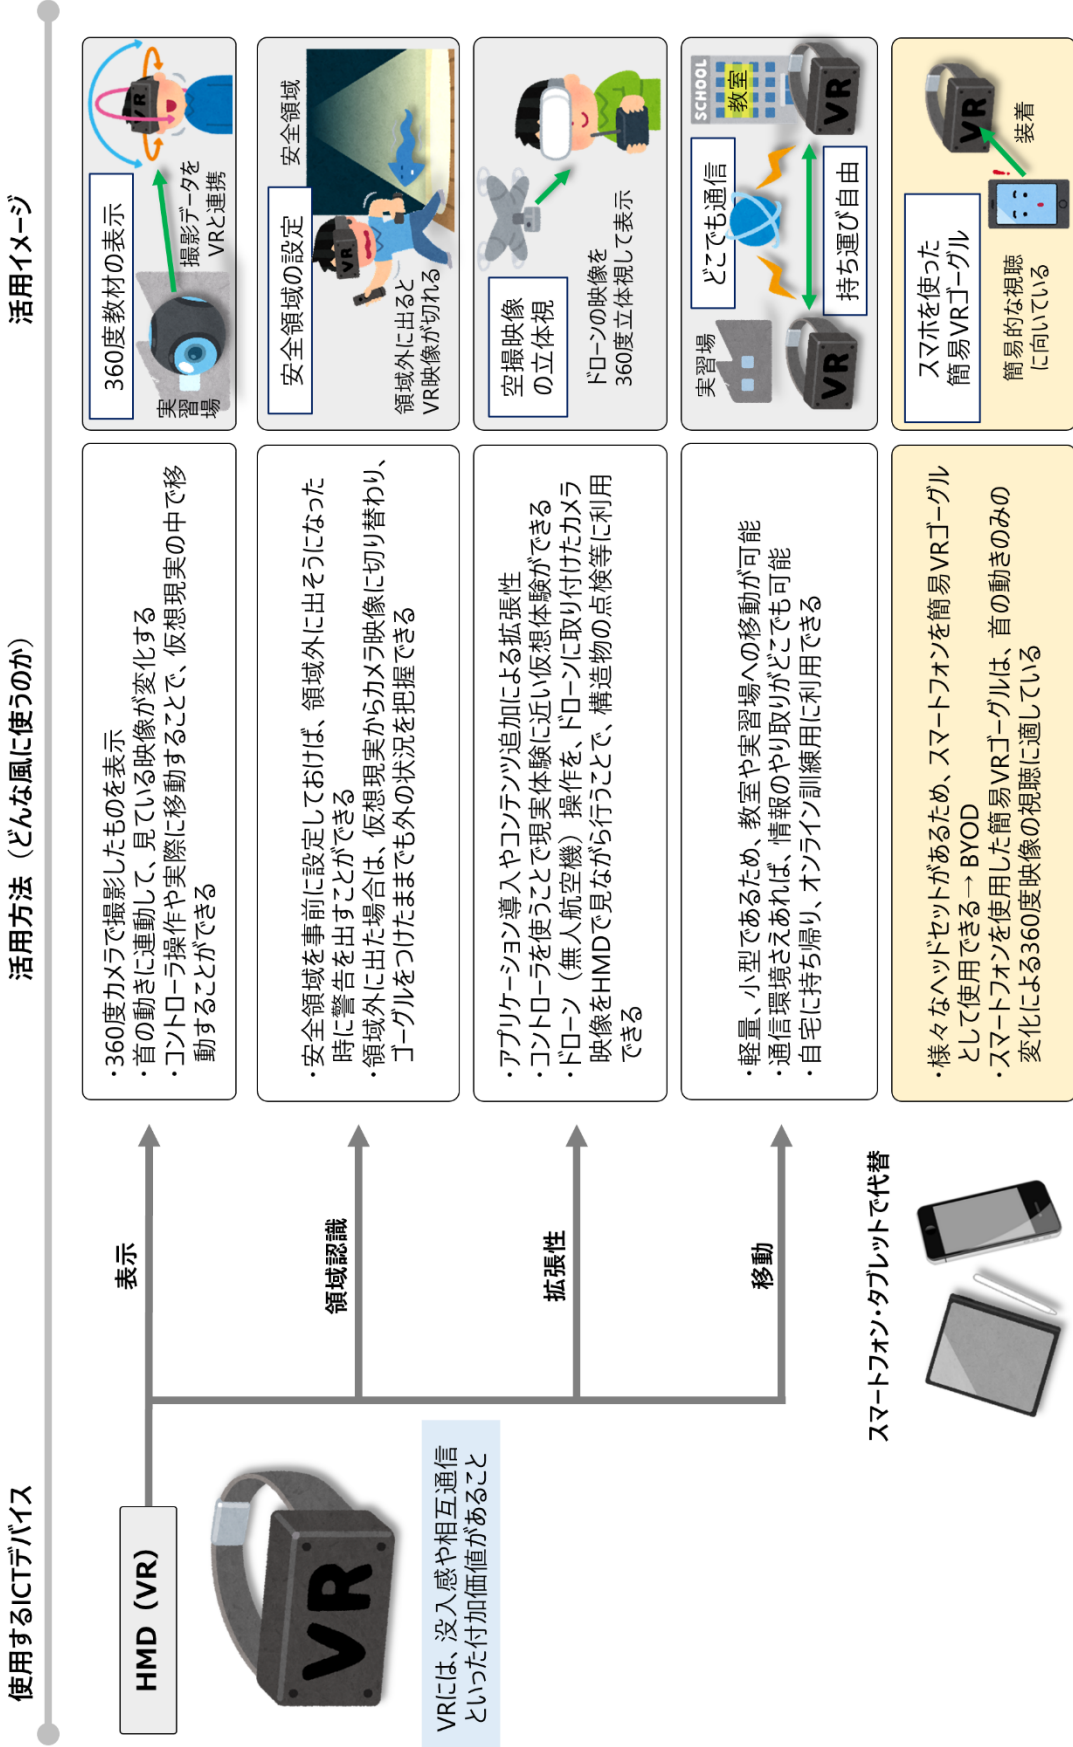 使用するICTデバイス
活用方法（どんな風に使うのか）
活用イメージ
HMD（VR）
VR
VRには、没入感や相互通信
といった付加価値があること
表示
・360度カメラで撮影したものを表示
・首の動きに連動して、見ている映像が変化する
・コントローラ操作や実際に移動することで、仮想現実の中で移
動することができる
360度教材の表示
実習場
撮影データを
VRと連携
VR
領域認識
・安全領域を事前に設定しておけば、領域外に出そうになった
時に警告を出すことができる
・領域外に出た場合は、仮想現実からカメラ映像に切り替わり、
ゴーグルをつけたままでも外の状況を把握できる
安全領域の設定
安全領域
VR
領域外に出ると
VR映像が切れる
拡張性
・アプリケーション導入やコンテンツ追加による拡張性
・コントローラを使うことで現実体験に近い仮想体験ができる
・ドローン（無人航空機）操作を、ドローンに取り付けたカメラ
映像をHMDで見ながら行うことで、構造物の点検等に利用
できる
空撮映像
の立体視
ドローンの映像を
360度立体視して表示
移動
・軽量、小型であるため、教室や実習場への移動が可能
・通信環境さえあれば、情報のやり取りがどこでも可能
・自宅に持ち帰り、オンライン訓練用に利用できる
実習場
どこでも通信
SCHOOL
教室
VR
持ち運び自由
VR
スマートフォン・タブレットで代替
・様々なヘッドセットがあるため、スマートフォンを簡易VRゴーグル
として使用できる→ BYOD
・スマートフォンを使用した簡易VRゴーグルは、首の動きのみの
変化による360度映像の視聴に適している
スマホを使った
簡易VRゴーグル
VR
簡易的な視聴
に向いている
装着